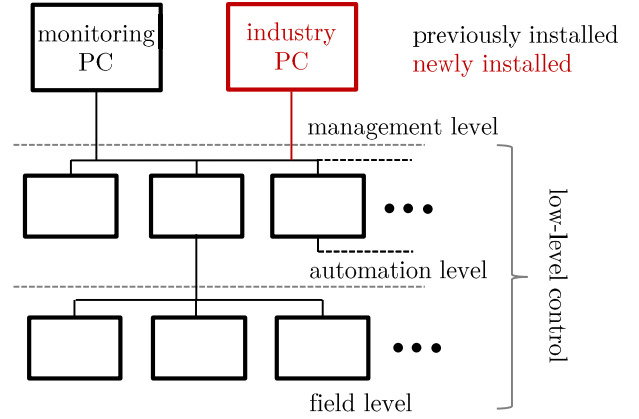 monitoring
PC
industry
PC
previously installed
newly installed
management level
automation level
low-level control
field level